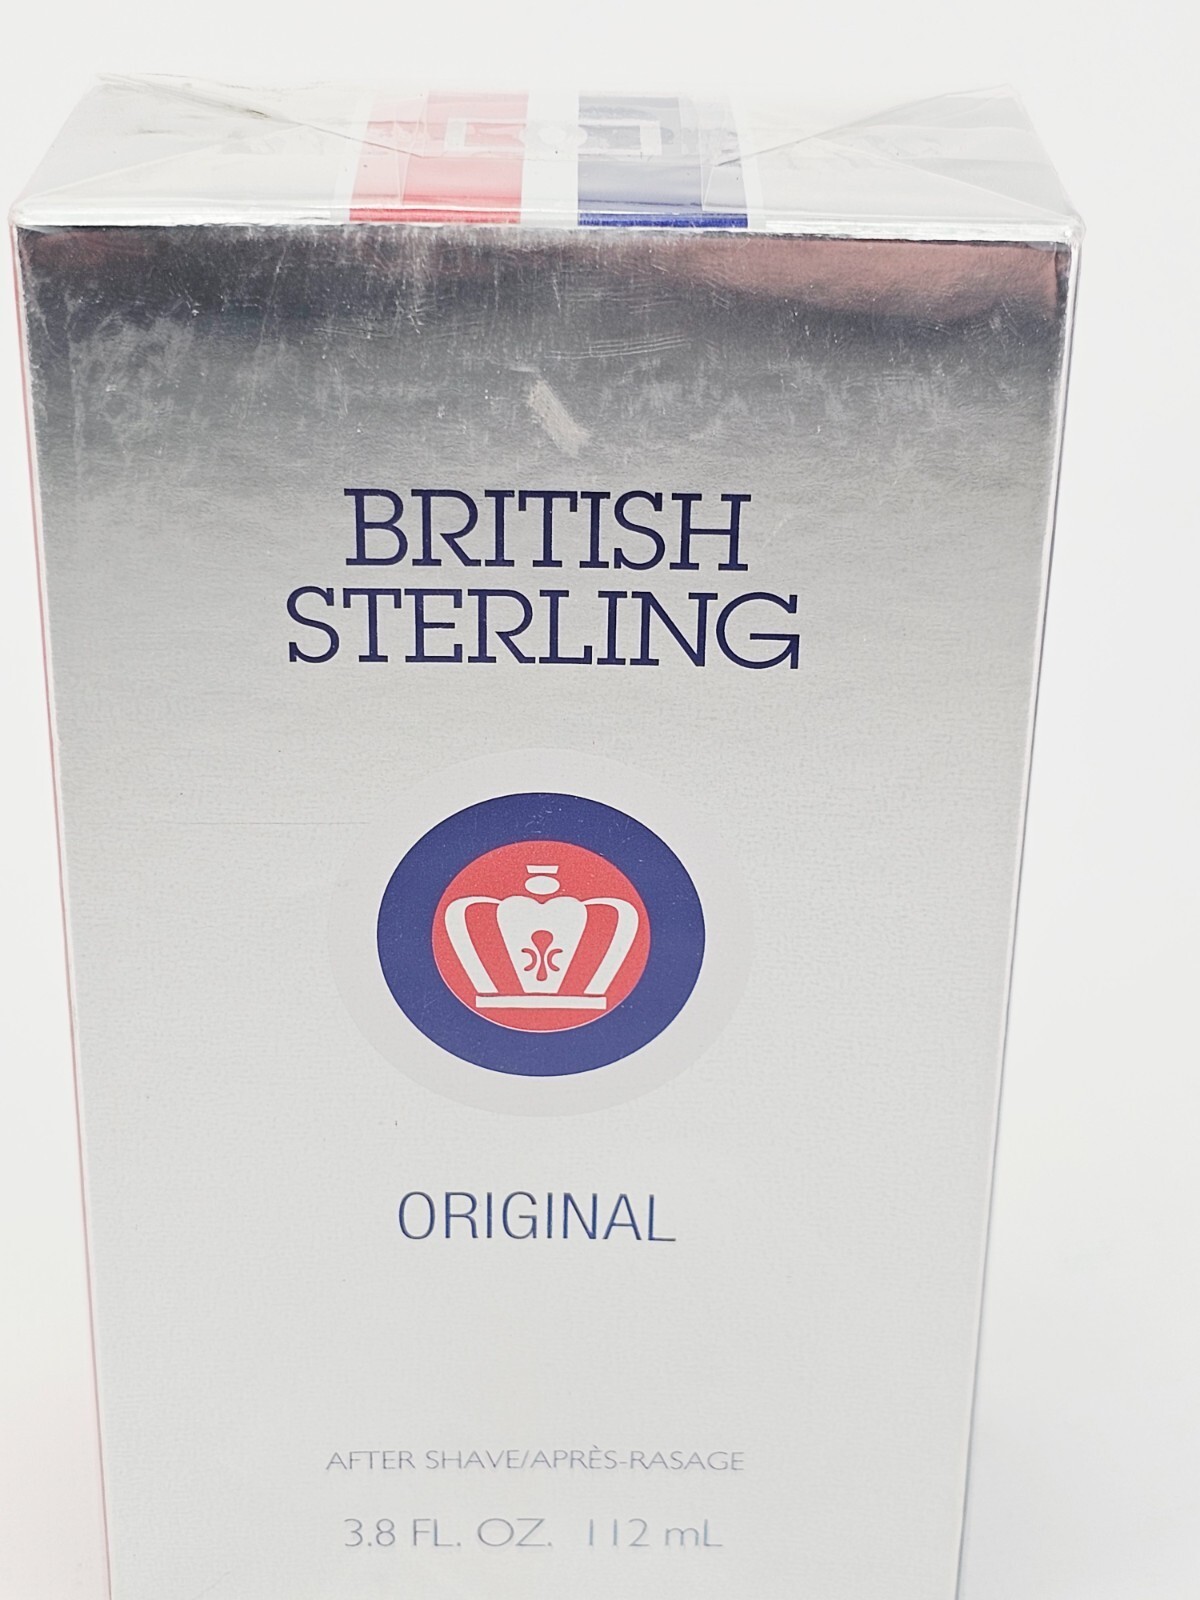 BRITISH
STERLING
ORIGINAL
AFTER SHAVE/APRÈS-RASAGE
3.8 FL. OZ. 112 mL